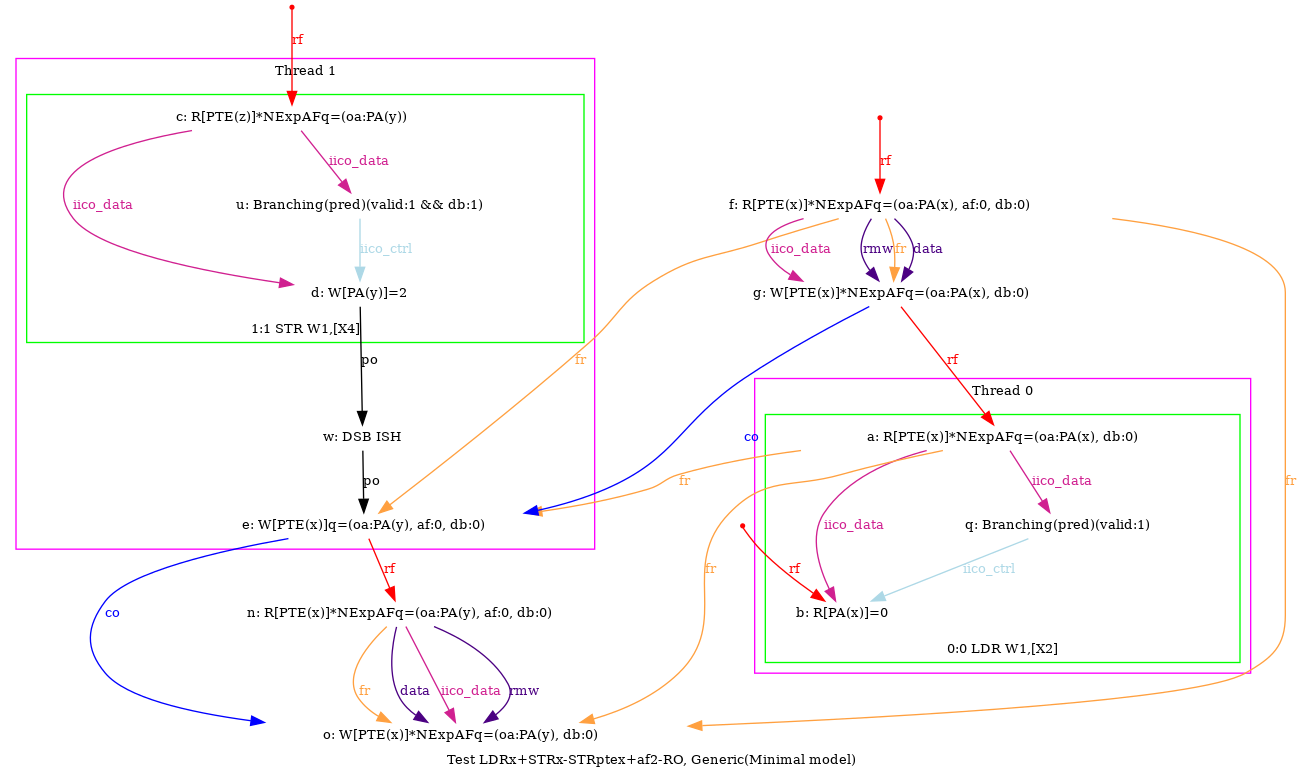 rf
Thread 1
c: R[PTE(z)]*NExpAFq=(oa:PA(y))
rf
iico_data
iico_data
u: Branching(pred)(valid:1 && db:1)
f: R[PTE(x)]*NExpAFq=(oa:PA(x), af:0, db:0)
iico_ctrl
iico_data
rmw
fr
data
d: W[PA(y)]=2
g: W[PTE(x)]*NExpAFq=(oa:PA(x), db:0)
1:1 STR W1,[X4]
po
fr
rf
Thread 0
w: DSB ISH
co
a: R[PTE(x)]*NExpAFq=(oa:PA(x), db:0)
po
fr
iico_data
fr
e: W[PTE(x)]q=(oa:PA(y), af:0, db:0)
iico_data
q: Branching(pred)(valid:1)
rf
fr
rf
iico_ctrl
co
n: R[PTE(x)]*NExpAFq=(oa:PA(y), af:0, db:0)
b: R[PA(x)]=0
0:0 LDR W1,[X2]
fr
data
iico_data
rmw
o: W[PTE(x)]*NExpAFq=(oa:PA(y), db:0)
Test LDRx+STRx-STRptex+af2-RO, Generic(Minimal model)